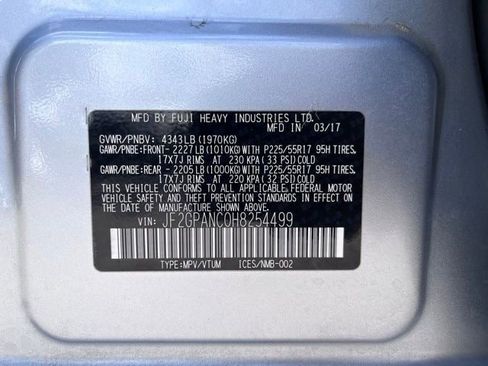 MFD BY FUJI HEAVY INDUSTRIES LTD.
MFD IN 03/17
GVWR/PNBV: 4343LB (1970KG)
GAWR/PNBE:FRONT- 2227LB(1010KG)WITH P225/55R17 95H TIRES,
17X7J RIMS AT 230 KPA( 33 PSI)COLD
GAWR/PNBE:REAR - 2205LB(1000KG)WITH P225/55R17 95H TIRES,
17X7J RIMS AT 220 KPA( 32 PSI)COLD
THIS VEHICLE CONFORMS TO ALL APPLICABLE FEDERAL MOTOR
VEHICLE SAFETY AND THEFT PREVENTION STANDARDS IN EFFECT
ON THE DATE OF MANUFACTURE SHOWN ABOVE.
VIN: JF2GPANC0H8254499
TYPE:MPV/VTUM ICES/NMB-002